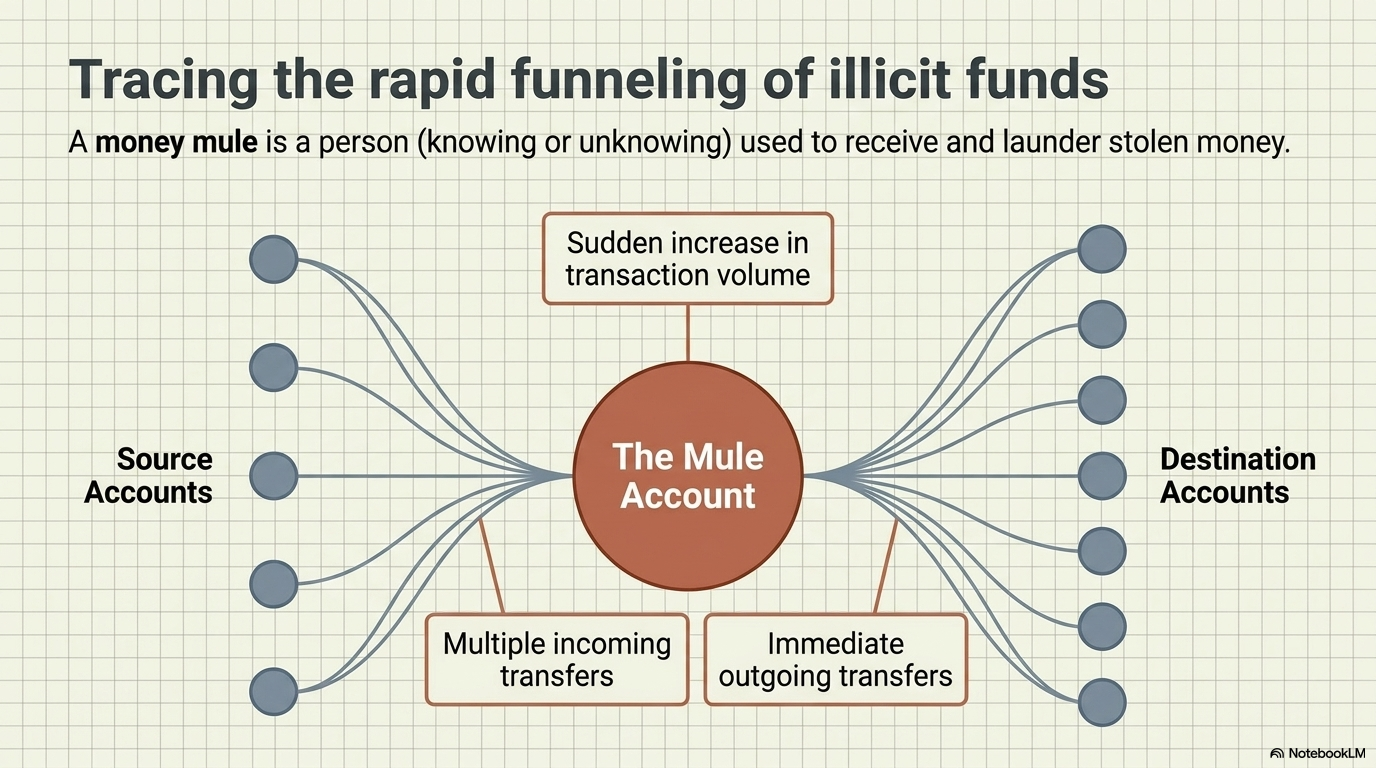 Tracing the rapid funneling of illicit funds
A money mule is a person (knowing or unknowing) used to receive and launder stolen money.
Sudden increase in
transaction volume
Source
Accounts
The Mule
Account
Destination
Accounts
Multiple incoming
transfers
Immediate
outgoing transfers
NotebookLM